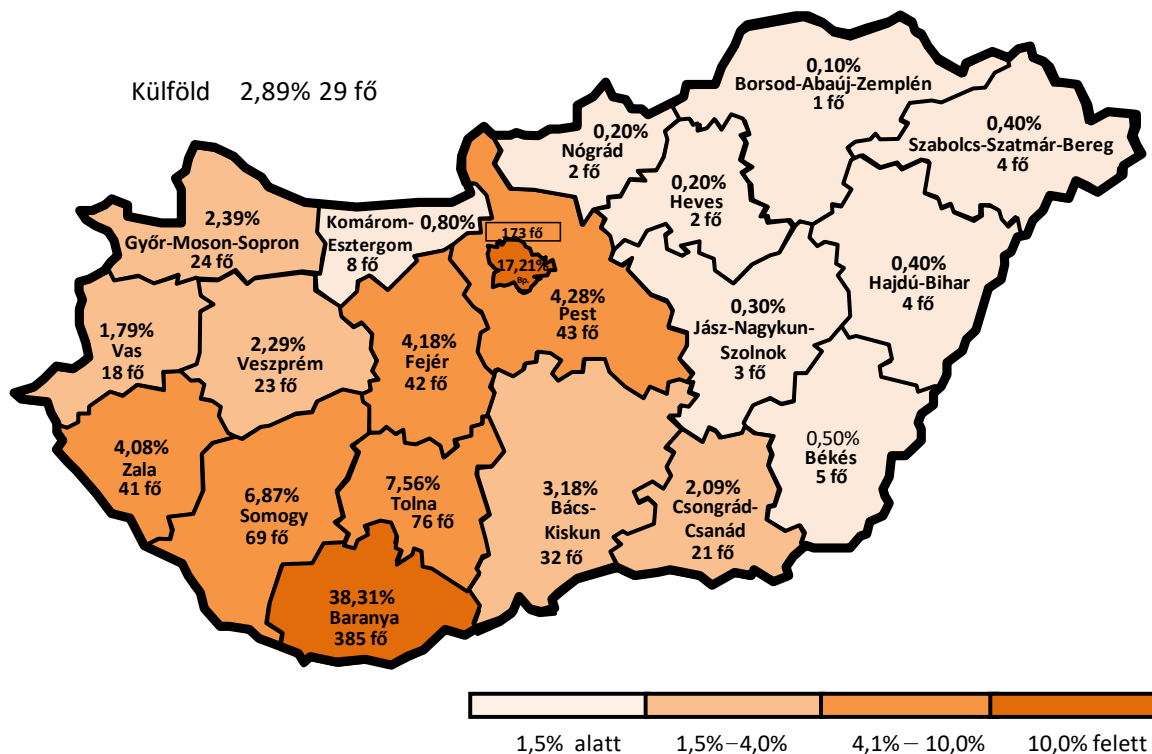 Külföld 2,89% 29 fő
0,10%
Borsod-Abaúj-Zemplén
1 fő
0,20%
Nógrád
2 fő
0,40%
Szabolcs-Szatmár-Bereg
4 fő
0,20%
Heves
2 fő
2,39%
Győr-Moson-Sopron
24 fő
Komárom- 0,80%
Esztergom
8 fő
173 fő
17,21%
Bp.
4,28%
Pest
43 fő
0,40%
Hajdú-Bihar
4 fő
0,30%
Jász-Nagykun-
Szolnok
3 fő
1,79%
Vas
18 fő
2,29%
Veszprém
23 fő
4,18%
Fejér
42 fő
4,08%
Zala
41 fő
6,87%
Somogy
69 fő
7,56%
Tolna
76 fő
3,18%
Bács-
Kiskun
32 fő
2,09%
Csongrád-
Csanád
21 fő
0,50%
Békés
5 fő
38,31%
Baranya
385 fő
1,5% alatt 1,5%–4,0% 4,1% – 10,0% 10,0% felett